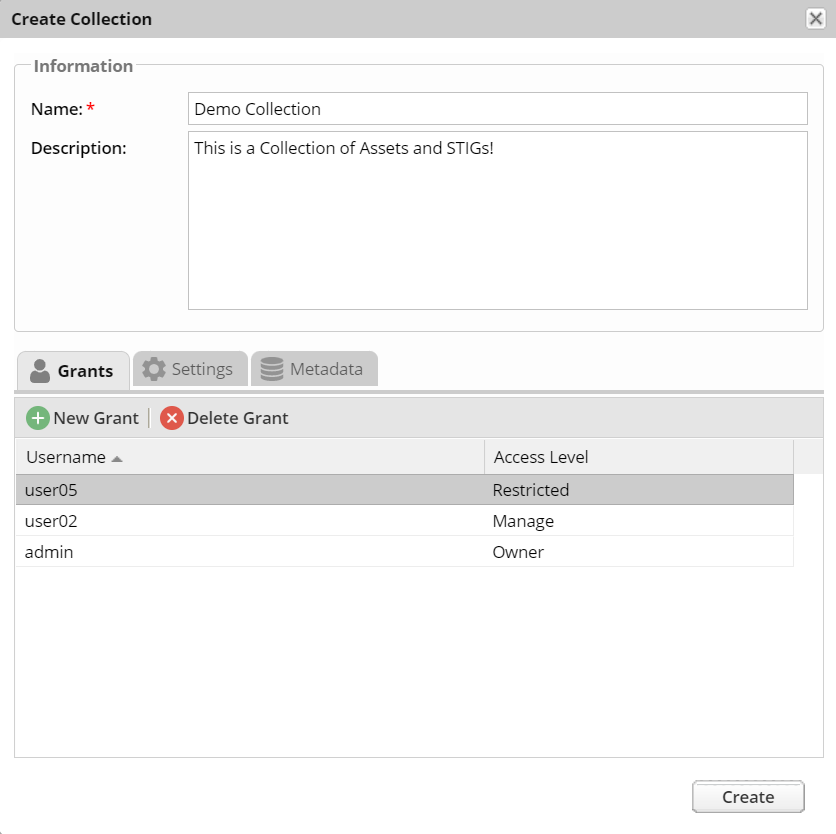 Create Collection
Information
Name: *
Demo Collection
Description:
This is a Collection of Assets and STIGs!
Grants Settings Metadata
New Grant Delete Grant
Username Access Level
user05 Restricted
user02 Manage
admin Owner
Create